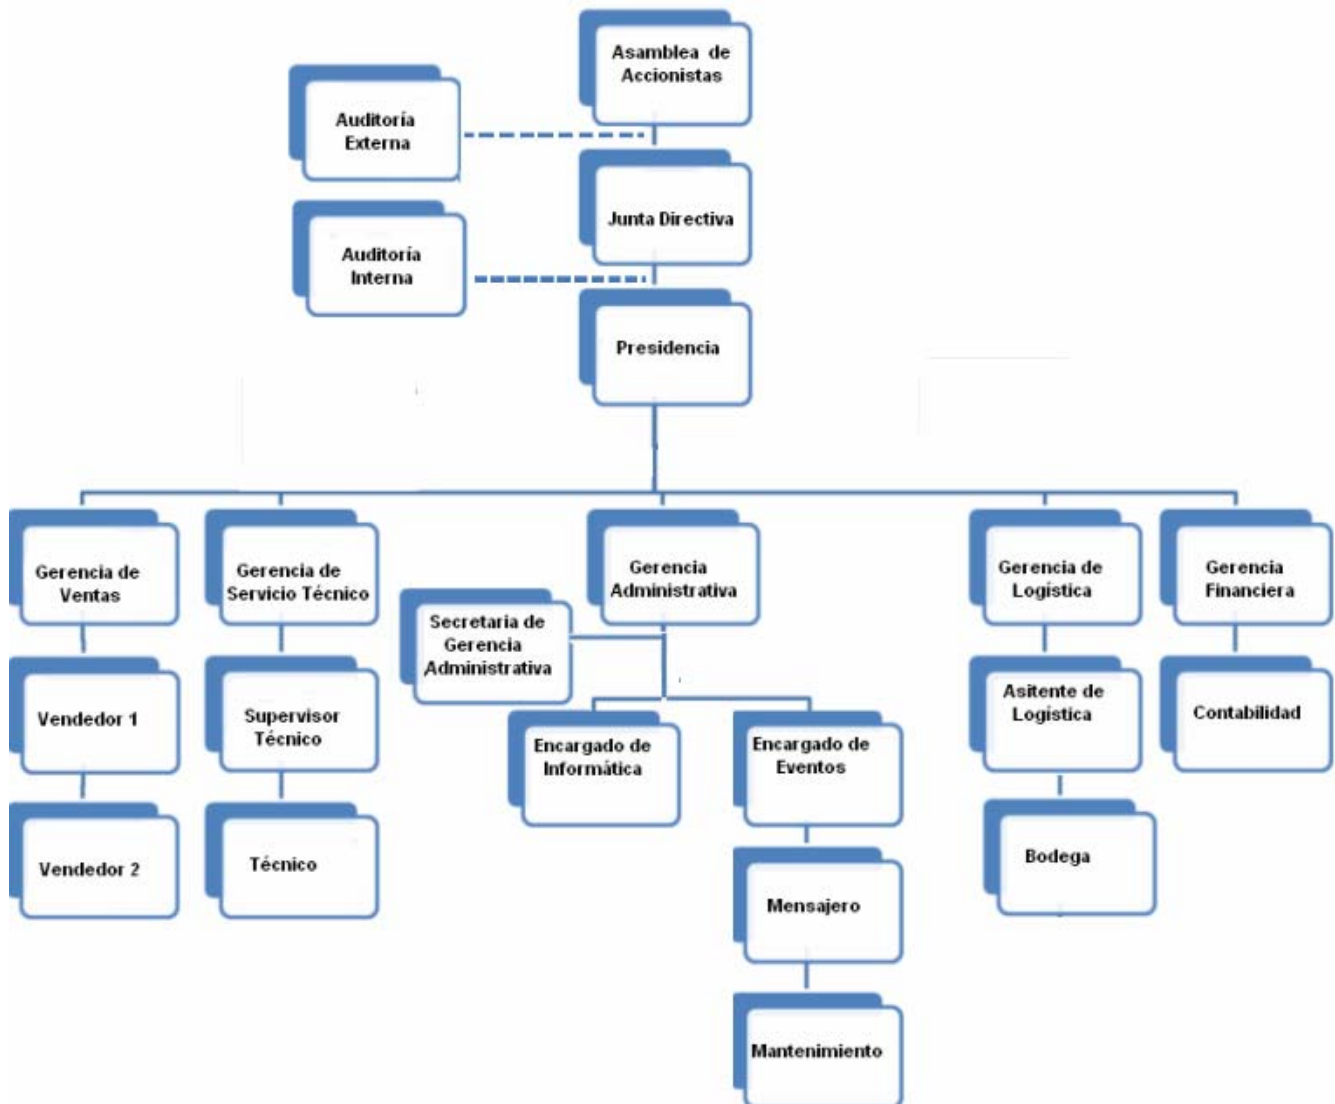 Asamblea de
Accionistas
Auditoría
Externa
Junta Directiva
Auditoría
Interna
Presidencia
Gerencia de
Ventas
Gerencia de
Servicio Técnico
Gerencia
Administrativa
Gerencia de
Logística
Gerencia
Financiera
Secretaria de
Gerencia
Administrativa
Vendedor 1
Supervisor
Técnico
Encargado de
Informática
Encargado de
Eventos
Asitente de
Logística
Contabilidad
Vendedor 2
Técnico
Mensajero
Bodega
Mantenimiento